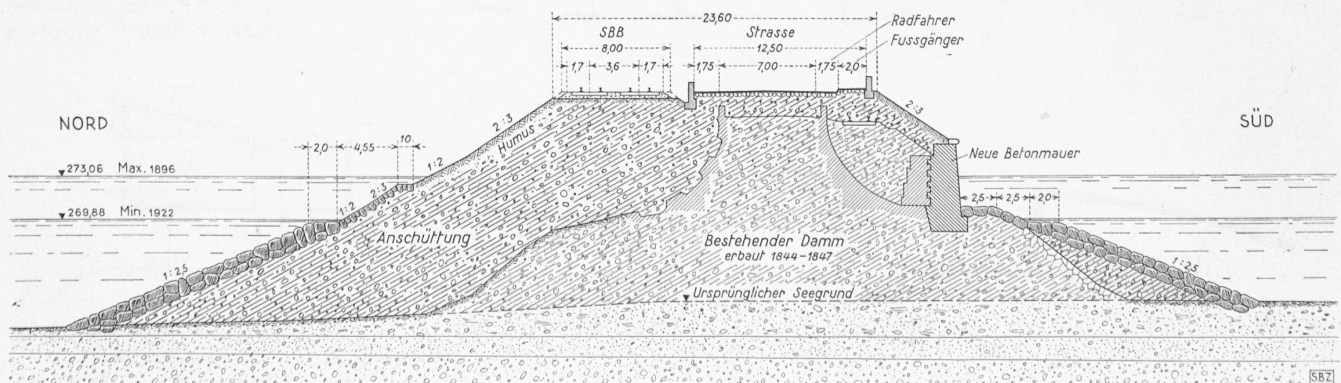 23,60
SBB
8,00
1,7 3,6 1,7
Strasse
12,50
1,75 7,00 1,75 2,0
Radfahrer
Fussgänger
NORD
SÜD
2,0 4,55 10
2:3
Humus
1:2
2:3
1:2
2:3
Neue Betonmauer
273,06 Max. 1896
269,88 Min. 1922
2,5 2,5 2,0
1:2,5
Anschüttung
Bestehender Damm
erbaut 1844-1847
1:2,5
Ursprünglicher Seegrund
SBZ